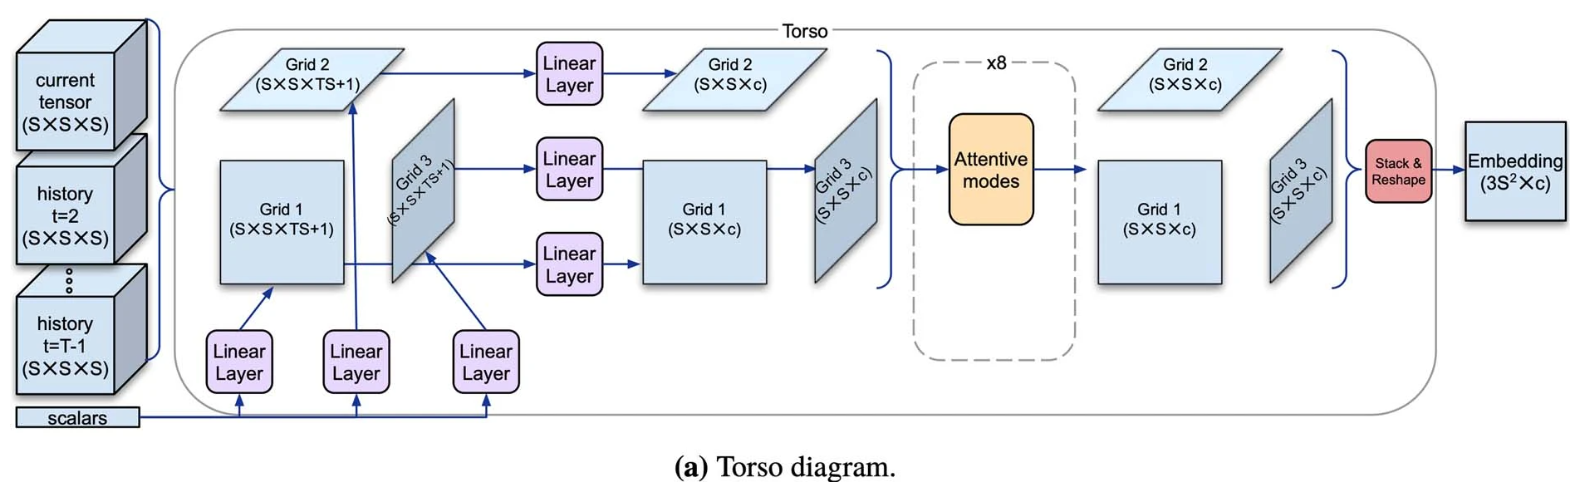 Torso
current
tensor
(S×S×S)
history
t=2
(S×S×S)
history
t=T-1
(S×S×S)
scalars
Grid 2
(S×S×TS+1)
Grid 3
(S×S×TS+1)
Grid 1
(S×S×TS+1)
Linear
Layer
Linear
Layer
Linear
Layer
Linear
Layer
Linear
Layer
Linear
Layer
Grid 2
(S×S×c)
Grid 1
(S×S×c)
Grid 3
(S×S×c)
x8
Attentive
modes
Grid 2
(S×S×c)
Grid 1
(S×S×c)
Grid 3
(S×S×c)
Stack &
Reshape
Embedding
(3S²×c)
(a) Torso diagram.